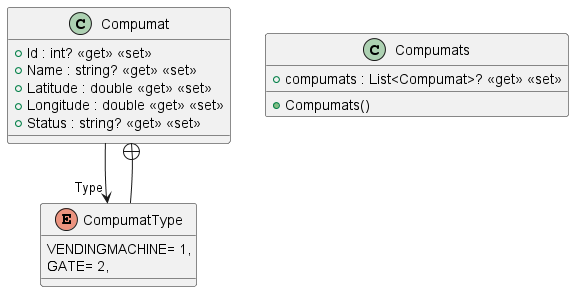 C Compumat
Id : int? «get» «set»
Name : string? «get» «set»
Latitude : double «get» «set»
Longitude : double «get» «set»
Status : string? «get» «set»
C Compumats
compumats : List<Compumat>? «get» «set»
Compumats()
Type
E CompumatType
VENDINGMACHINE= 1,
GATE= 2,